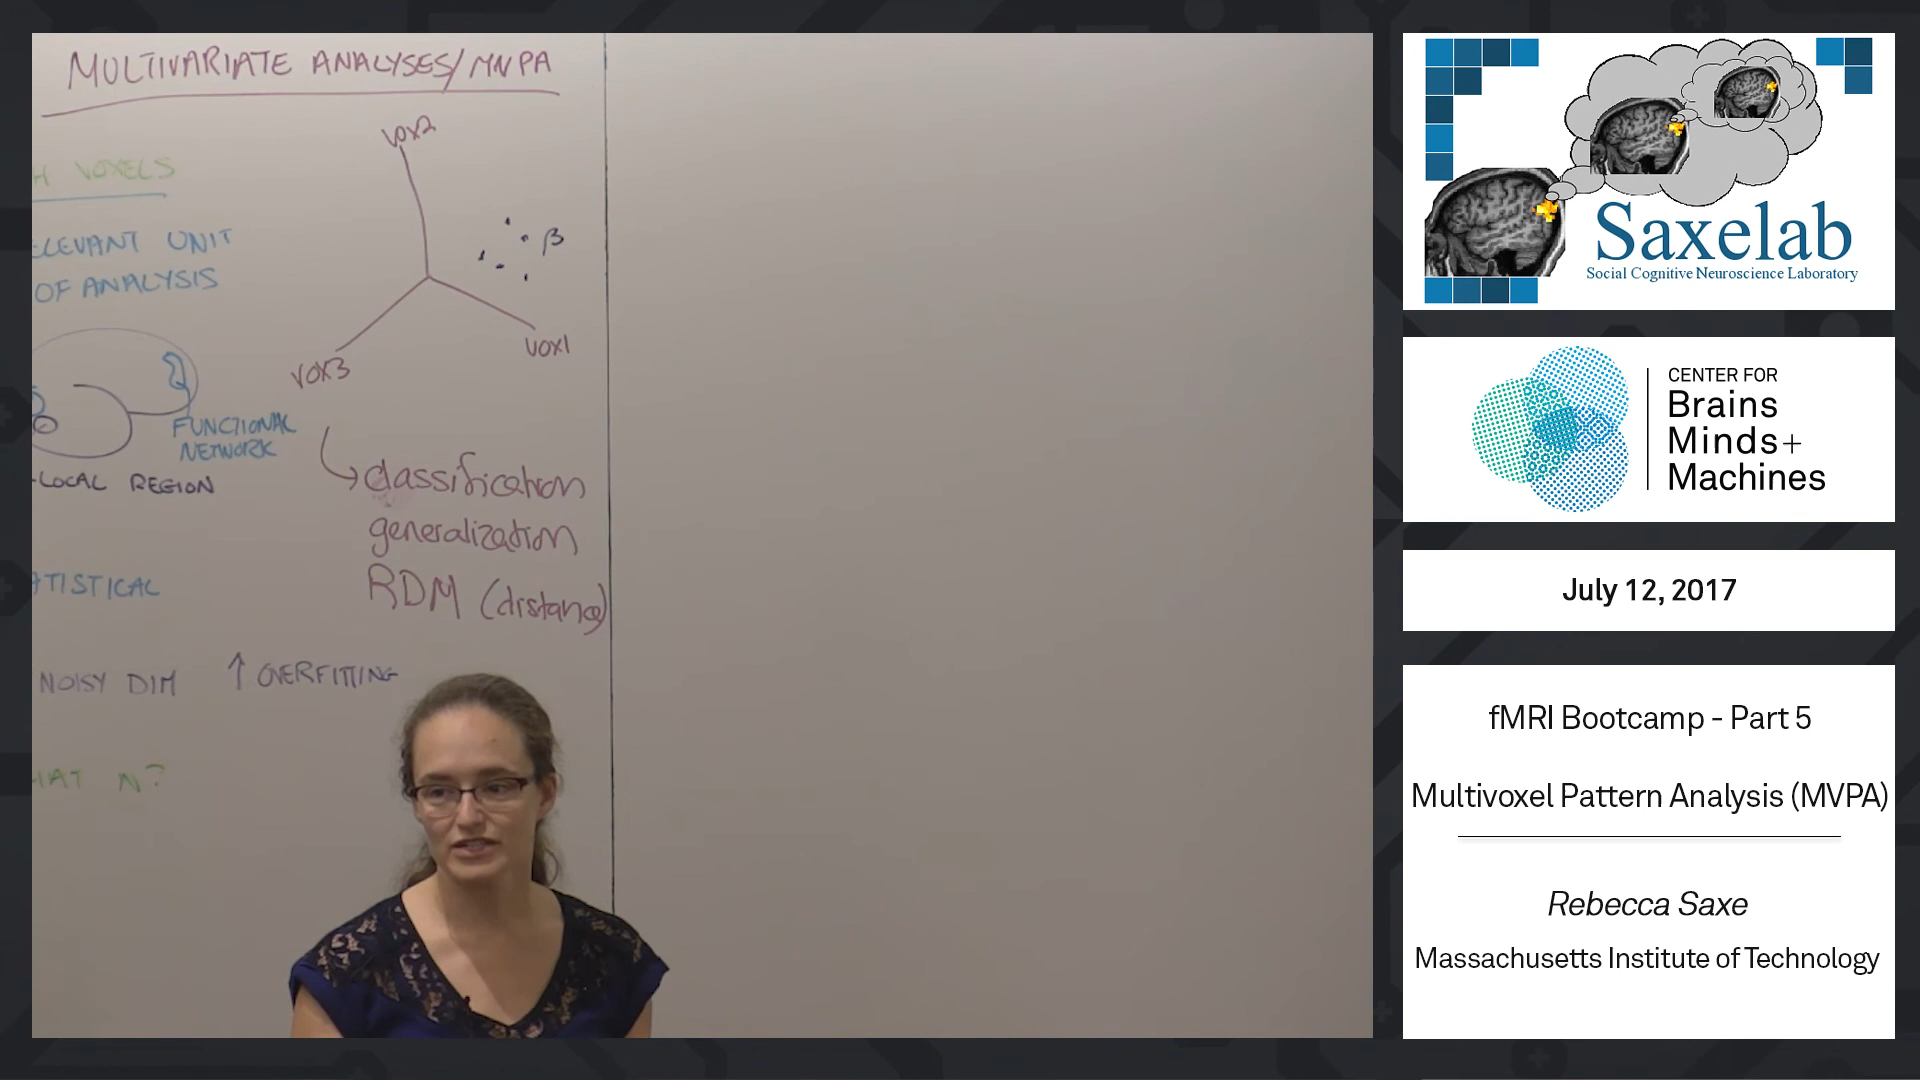 MULTIVARIATE ANALYSES/MVPA
H VOXELS
ELEVANT UNIT
OF ANALYSIS
VOX2
β
VOX1
VOX3
FUNCTIONAL
NETWORK
LOCAL REGION
classification
generalization
RDM (distance)
ATISTICAL
NOISY DIM ↑ OVERFITTING
HAT N?
Saxelab
Social Cognitive Neuroscience Laboratory
CENTER FOR
Brains
Minds+
Machines
July 12, 2017
fMRI Bootcamp - Part 5
Multivoxel Pattern Analysis (MVPA)
Rebecca Saxe
Massachusetts Institute of Technology